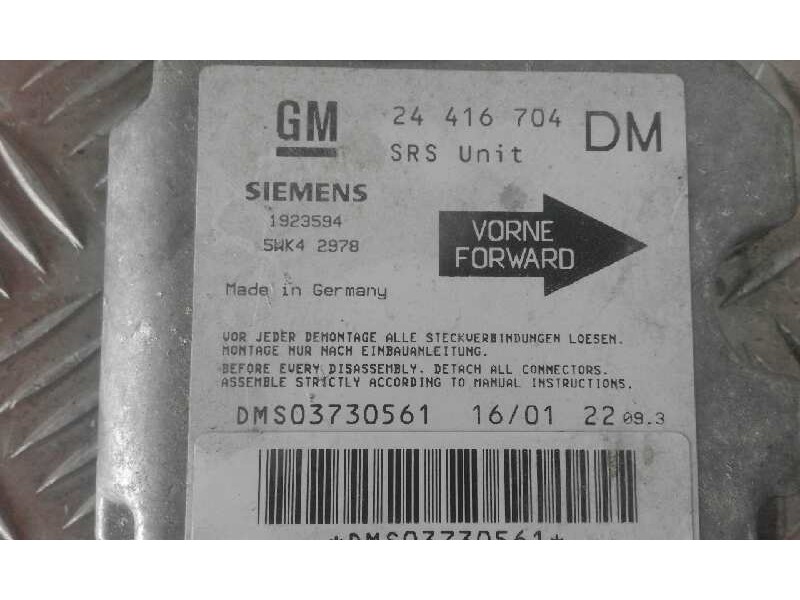 GM 24 416 704 DM
SRS Unit
SIEMENS
1923594
5WK4 2978
VORNE
FORWARD
Made in Germany
VOR JEDER DEMONTAGE ALLE STECKVERBINDUNGEN LOESEN.
MONTAGE NUR NACH EINBAUANLEITUNG.
BEFORE EVERY DISASSEMBLY. DETACH ALL CONNECTORS.
ASSEMBLE STRICTLY ACCORDING TO MANUAL INSTRUCTIONS.
DMS03730561 16/01 22 09.3
*DMS03730561*